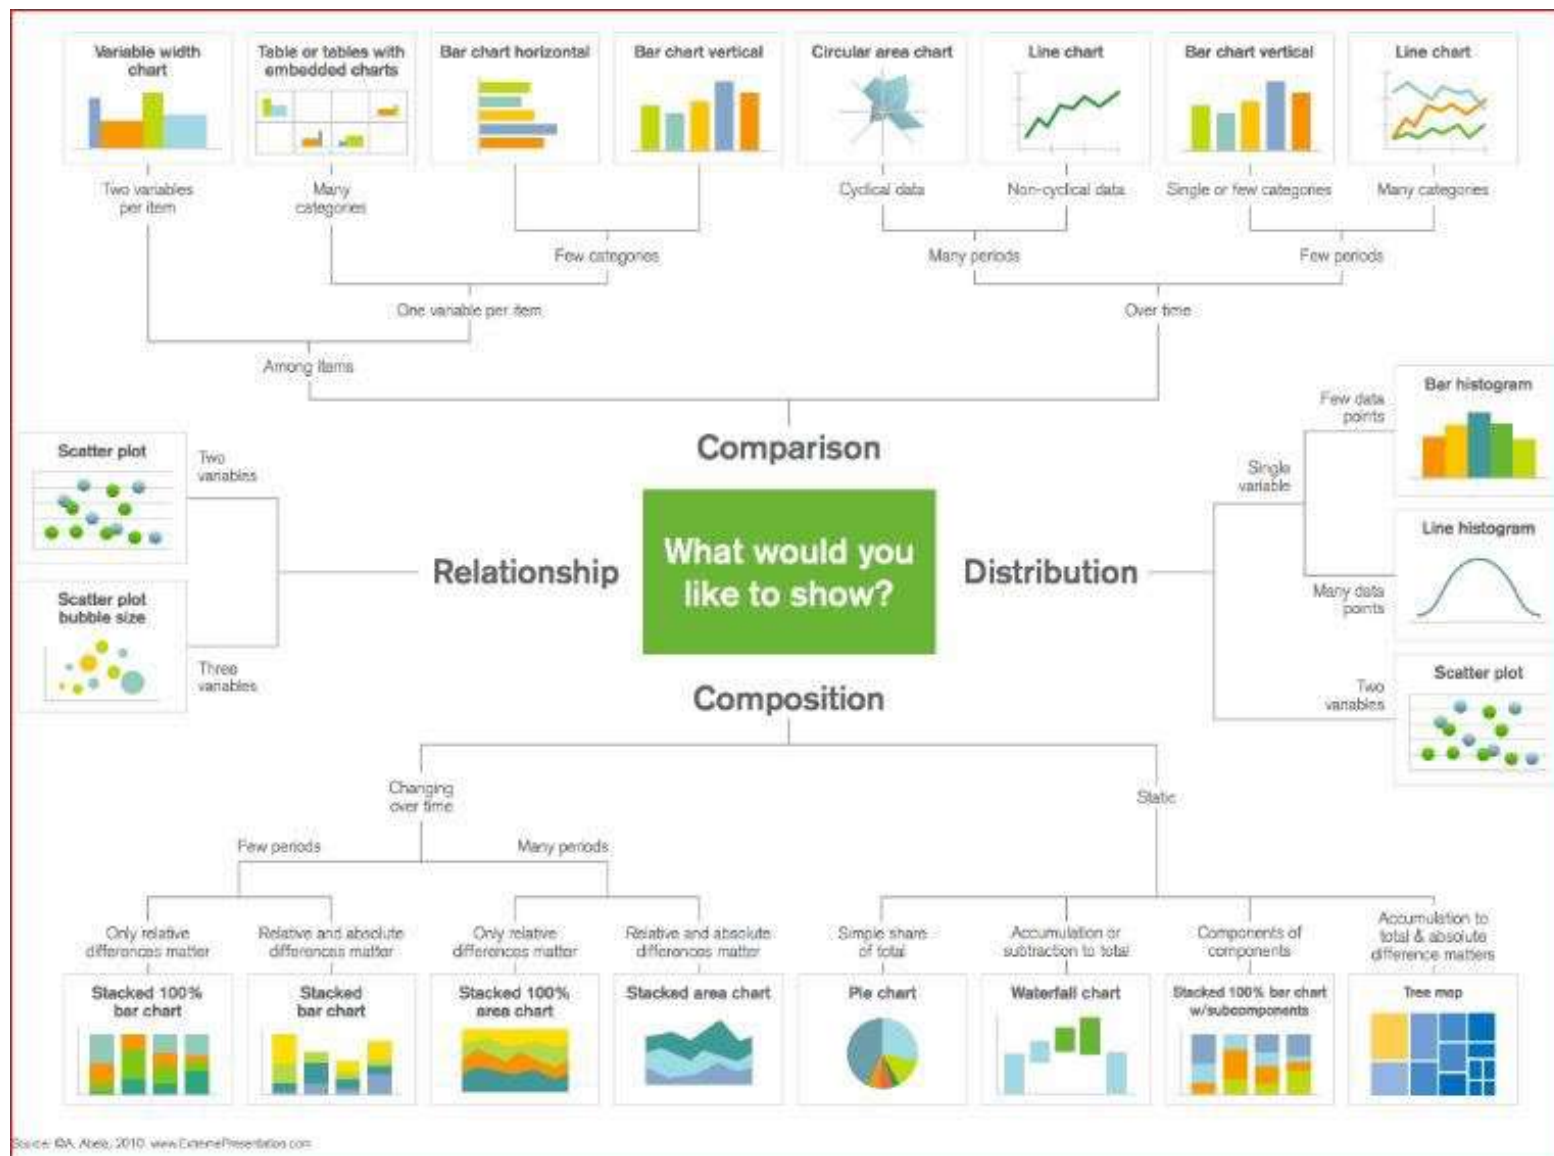 Variable width
chart
Table or tables with
embedded charts
Bar chart horizontal
Bar chart vertical
Circular area chart
Line chart
Bar chart vertical
Line chart
Two variables
per item
Many
categories
Cyclical data
Non-cyclical data
Single or few categories
Many categories
Few categories
Many periods
Few periods
One variable per item
Over time
Among items
Comparison
Scatter plot
Two
variables
Scatter plot
bubble size
Three
variables
Relationship
What would you
like to show?
Distribution
Single
variable
Few data
points
Bar histogram
Many data
points
Line histogram
Two
variables
Scatter plot
Composition
Changing
over time
Static
Few periods
Many periods
Only relative
differences matter
Relative and absolute
differences matter
Only relative
differences matter
Relative and absolute
differences matter
Simple share
of total
Accumulation or
subtraction to total
Components of
components
Accumulation to
total & absolute
difference matters
Stacked 100%
bar chart
Stacked
bar chart
Stacked 100%
area chart
Stacked area chart
Pie chart
Waterfall chart
Stacked 100% bar chart
w/subcomponents
Tree map
Source: ©A. Abela, 2010. www.ExtremePresentation.com